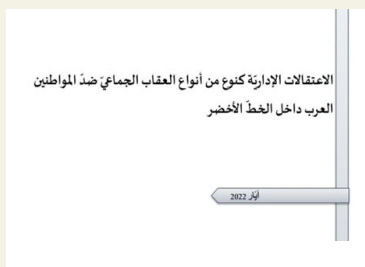 الاعتقالات الإداريّة كنوع من أنواع العقاب الجماعيّ ضدّ المواطنين
العرب داخل الخطّ الأخضر
أيّار 2022